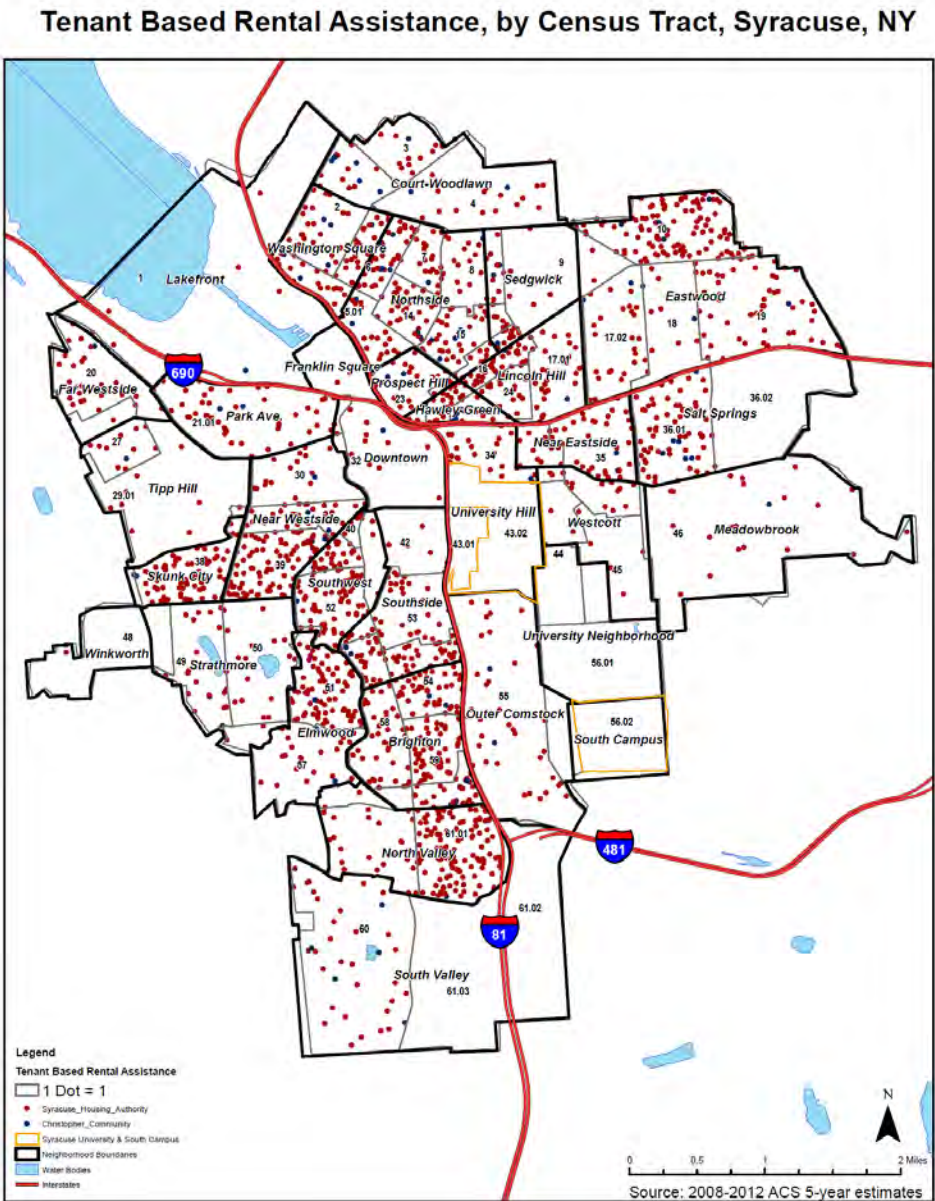 Tenant Based Rental Assistance, by Census Tract, Syracuse, NY
3
Court-Woodlawn
4
2
10
Washington Square
6
7
8
9
Sedgwick
1
Lakefront
Eastwood
5.01
Northside
14
19
18
15
17.02
Franklin Square
16
17.01
690
20
Far Westside
Prospect Hill
Lincoln Hill
23
24
36.02
Park Ave.
21.01
Hawley-Green
Salt Springs
36.01
27
Near Eastside
34
35
Downtown
32
30
29.01
Tipp Hill
University Hill
Near Westside
Westcott
46
Meadowbrook
40
43.01
43.02
42
44
38
39
Skunk City
Southwest
45
52
Southside
53
University Neighborhood
48
Winkworth
49
50
Strathmore
56.01
51
54
55
Outer Comstock
58
56.02
South Campus
Elmwood
Brighton
59
57
61.01
North Valley
481
61.02
81
60
South Valley
61.03
Legend
Tenant Based Rental Assistance
1 Dot = 1
Syracuse_Housing_Authority
Christopher_Community
Syracuse University & South Campus
Neighborhood Boundaries
Water Bodies
Interstates
N
0 0.5 1 2 Miles
Source: 2008-2012 ACS 5-year estimates